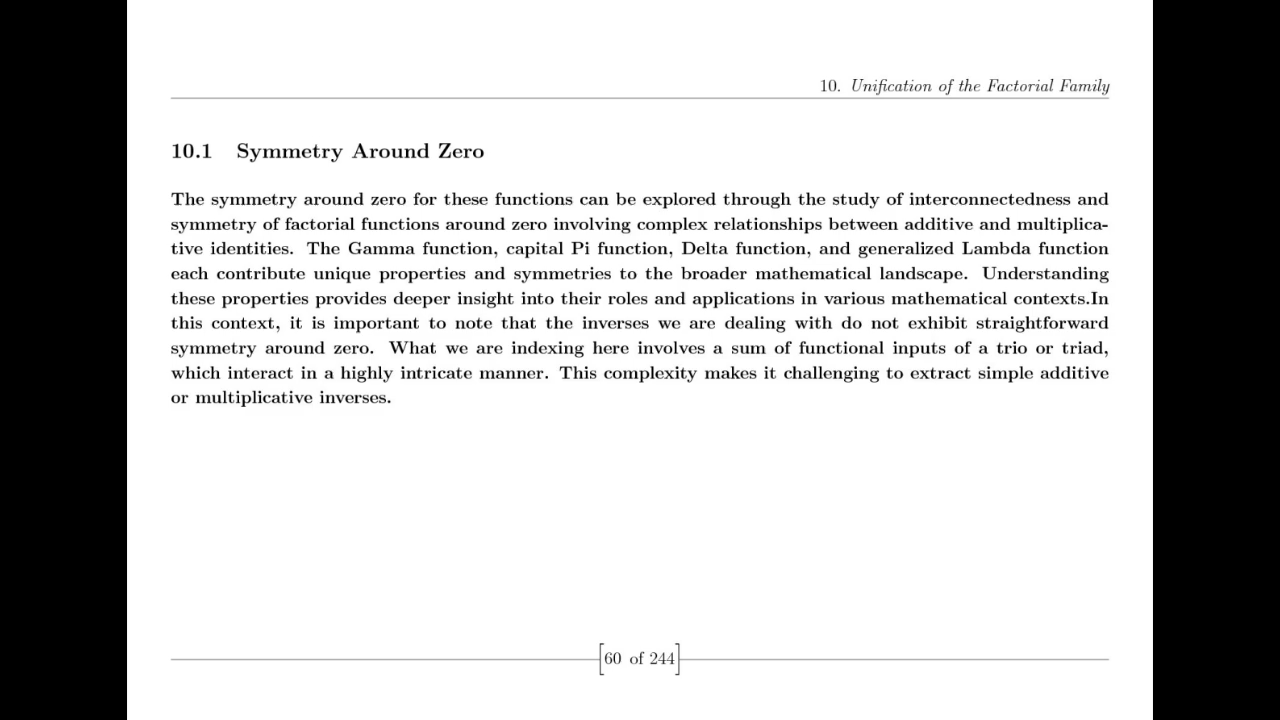 10. Unification of the Factorial Family
10.1 Symmetry Around Zero
The symmetry around zero for these functions can be explored through the study of interconnectedness and
symmetry of factorial functions around zero involving complex relationships between additive and multiplica-
tive identities. The Gamma function, capital Pi function, Delta function, and generalized Lambda function
each contribute unique properties and symmetries to the broader mathematical landscape. Understanding
these properties provides deeper insight into their roles and applications in various mathematical contexts.In
this context, it is important to note that the inverses we are dealing with do not exhibit straightforward
symmetry around zero. What we are indexing here involves a sum of functional inputs of a trio or triad,
which interact in a highly intricate manner. This complexity makes it challenging to extract simple additive
or multiplicative inverses.
60 of 244